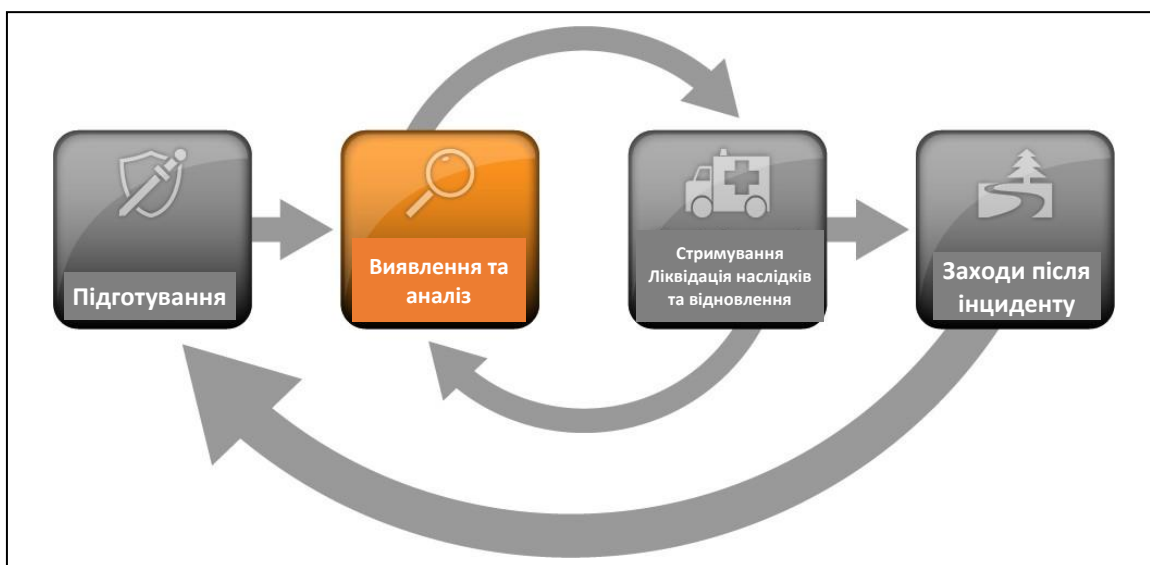 Підготування
Виявлення та
аналіз
Стримування
Ліквідація наслідків
та відновлення
Заходи після
інциденту